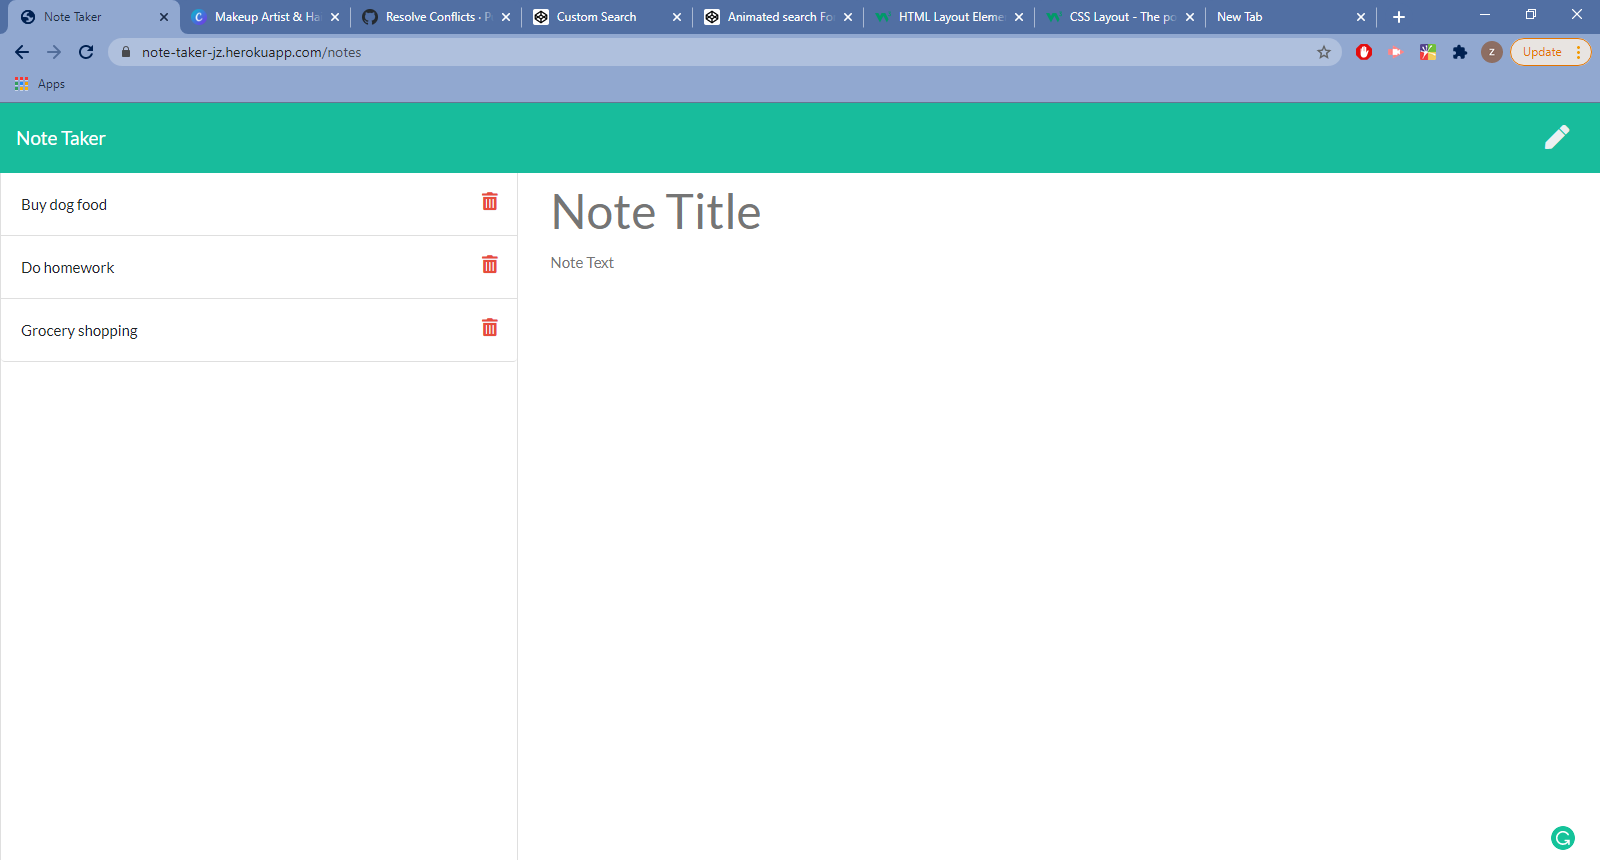 Note Taker
Makeup Artist & Ha
Resolve Conflicts · P
Custom Search
Animated search Fo
HTML Layout Eleme
CSS Layout - The po
New Tab
note-taker-jz.herokuapp.com/notes
z
Update
Apps
Note Taker
Buy dog food
Note Title
Do homework
Note Text
Grocery shopping